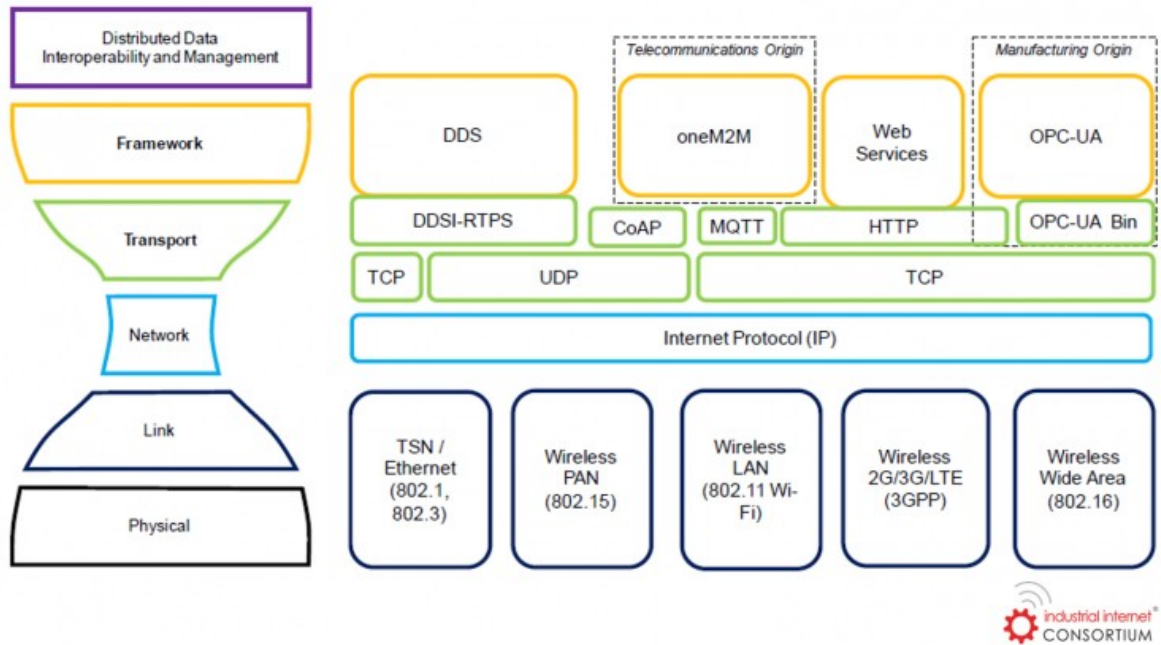 Distributed Data
Interoperability and Management
Framework
Transport
Network
Link
Physical
Telecommunications Origin
Manufacturing Origin
DDS
oneM2M
Web
Services
OPC-UA
DDSI-RTPS
CoAP
MQTT
HTTP
OPC-UA Bin
TCP
UDP
TCP
Internet Protocol (IP)
TSN /
Ethernet
(802.1,
802.3)
Wireless
PAN
(802.15)
Wireless
LAN
(802.11 Wi-
Fi)
Wireless
2G/3G/LTE
(3GPP)
Wireless
Wide Area
(802.16)
industrial internet®
CONSORTIUM